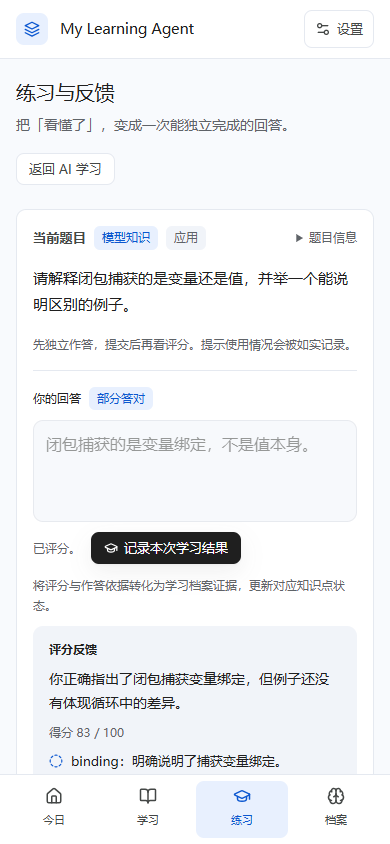 My Learning Agent
设置
练习与反馈
把「看懂了」，变成一次能独立完成的回答。
返回 AI 学习
当前题目
模型知识
应用
题目信息
请解释闭包捕获的是变量还是值，并举一个能说
明区别的例子。
先独立作答，提交后再看评分。提示使用情况会被如实记录。
你的回答
部分答对
闭包捕获的是变量绑定，不是值本身。
已评分。
记录本次学习结果
将评分与作答依据转化为学习档案证据，更新对应知识点状
态。
评分反馈
你正确指出了闭包捕获变量绑定，但例子还没
有体现循环中的差异。
得分 83 / 100
binding：明确说明了捕获变量绑定。
今日
学习
练习
档案